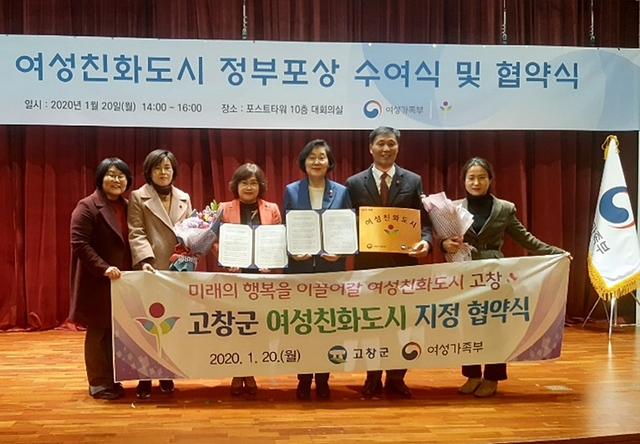 여성친화도시 정부포상 수여식 및 협약식
일시 : 2020년 1월 20일(월) 14:00 ~ 16:00 장소 : 포스트타워 10층 대회의실 여성가족부
여성친화도시
미래의 행복을 이끌어갈 여성친화도시 고창
고창군 여성친화도시 지정 협약식
2020. 1. 20.(월) 고창군 여성가족부